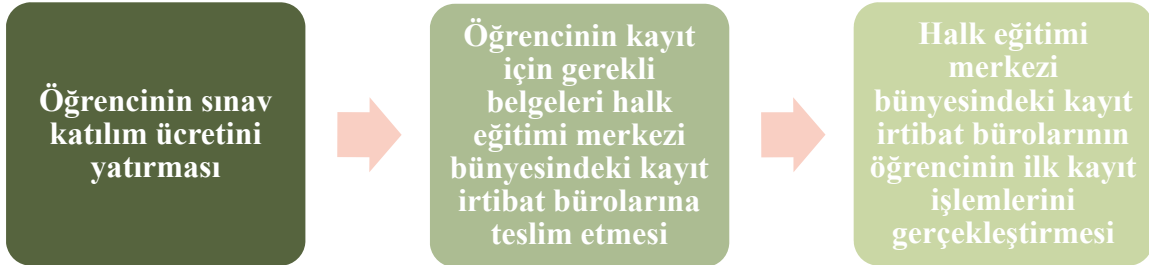 Öğrencinin sınav
katılım ücretini
yatırması
Öğrencinin kayıt
için gerekli
belgeleri halk
eğitimi merkezi
bünyesindeki kayıt
irtibat bürolarına
teslim etmesi
Halk eğitimi
merkezi
bünyesindeki kayıt
irtibat bürolarının
öğrencinin ilk kayıt
işlemlerini
gerçekleştirmesi